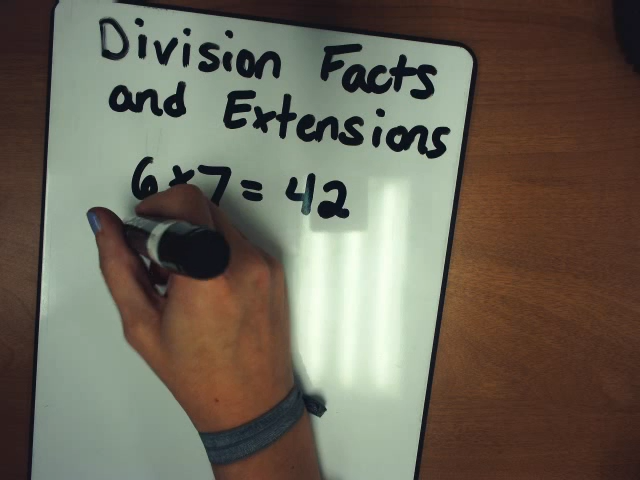 Division Facts
and Extensions
6 × 7 = 42